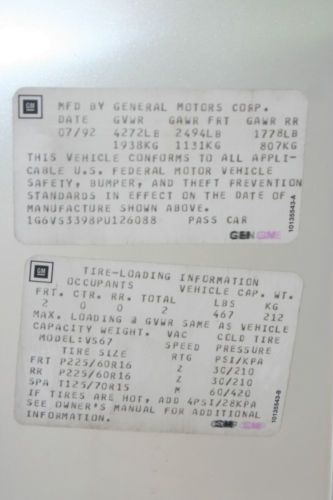 GM
MFD BY GENERAL MOTORS CORP.
DATE GVWR GAWR FRT GAWR RR
07/92 4272LB 2494LB 1778LB
1938KG 1131KG 807KG
THIS VEHICLE CONFORMS TO ALL APPLI-
CABLE U.S. FEDERAL MOTOR VEHICLE
SAFETY, BUMPER, AND THEFT PREVENTION
STANDARDS IN EFFECT ON THE DATE OF
MANUFACTURE SHOWN ABOVE.
1G6VS3398PU126088 PASS CAR
10135543-A
GM
TIRE-LOADING INFORMATION
OCCUPANTS VEHICLE CAP. WT.
FRT. CTR. RR. TOTAL LBS KG
2 0 0 2 467 212
MAX. LOADING @ GVWR SAME AS VEHICLE
CAPACITY WEIGHT. VAC COLD TIRE
MODEL:VS67 SPEED PRESSURE
TIRE SIZE RTG PSI/KPA
FRT P225/60R16 Z 30/210
RR P225/60R16 Z 30/210
SPA T125/70R15 M 60/420
IF TIRES ARE HOT, ADD 4PSI/28KPA
SEE OWNER'S MANUAL FOR ADDITIONAL
INFORMATION.
10135543-B